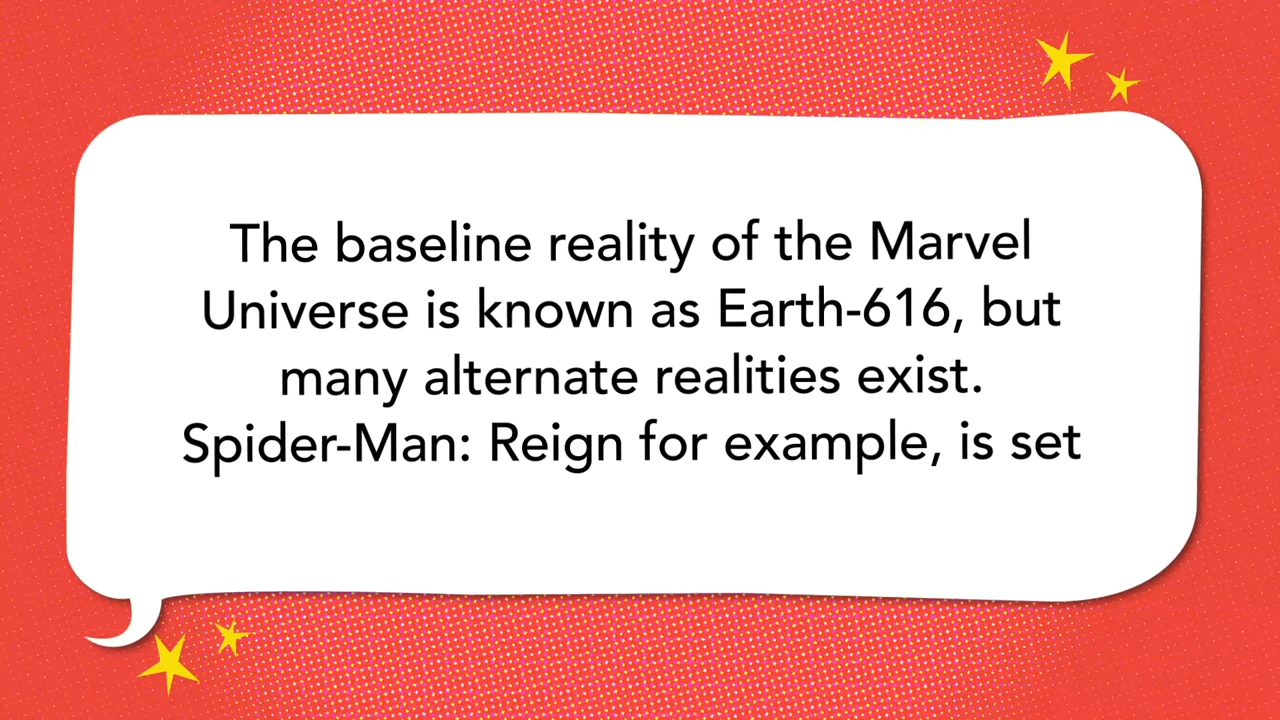 The baseline reality of the Marvel
Universe is known as Earth-616, but
many alternate realities exist.
Spider-Man: Reign for example, is set